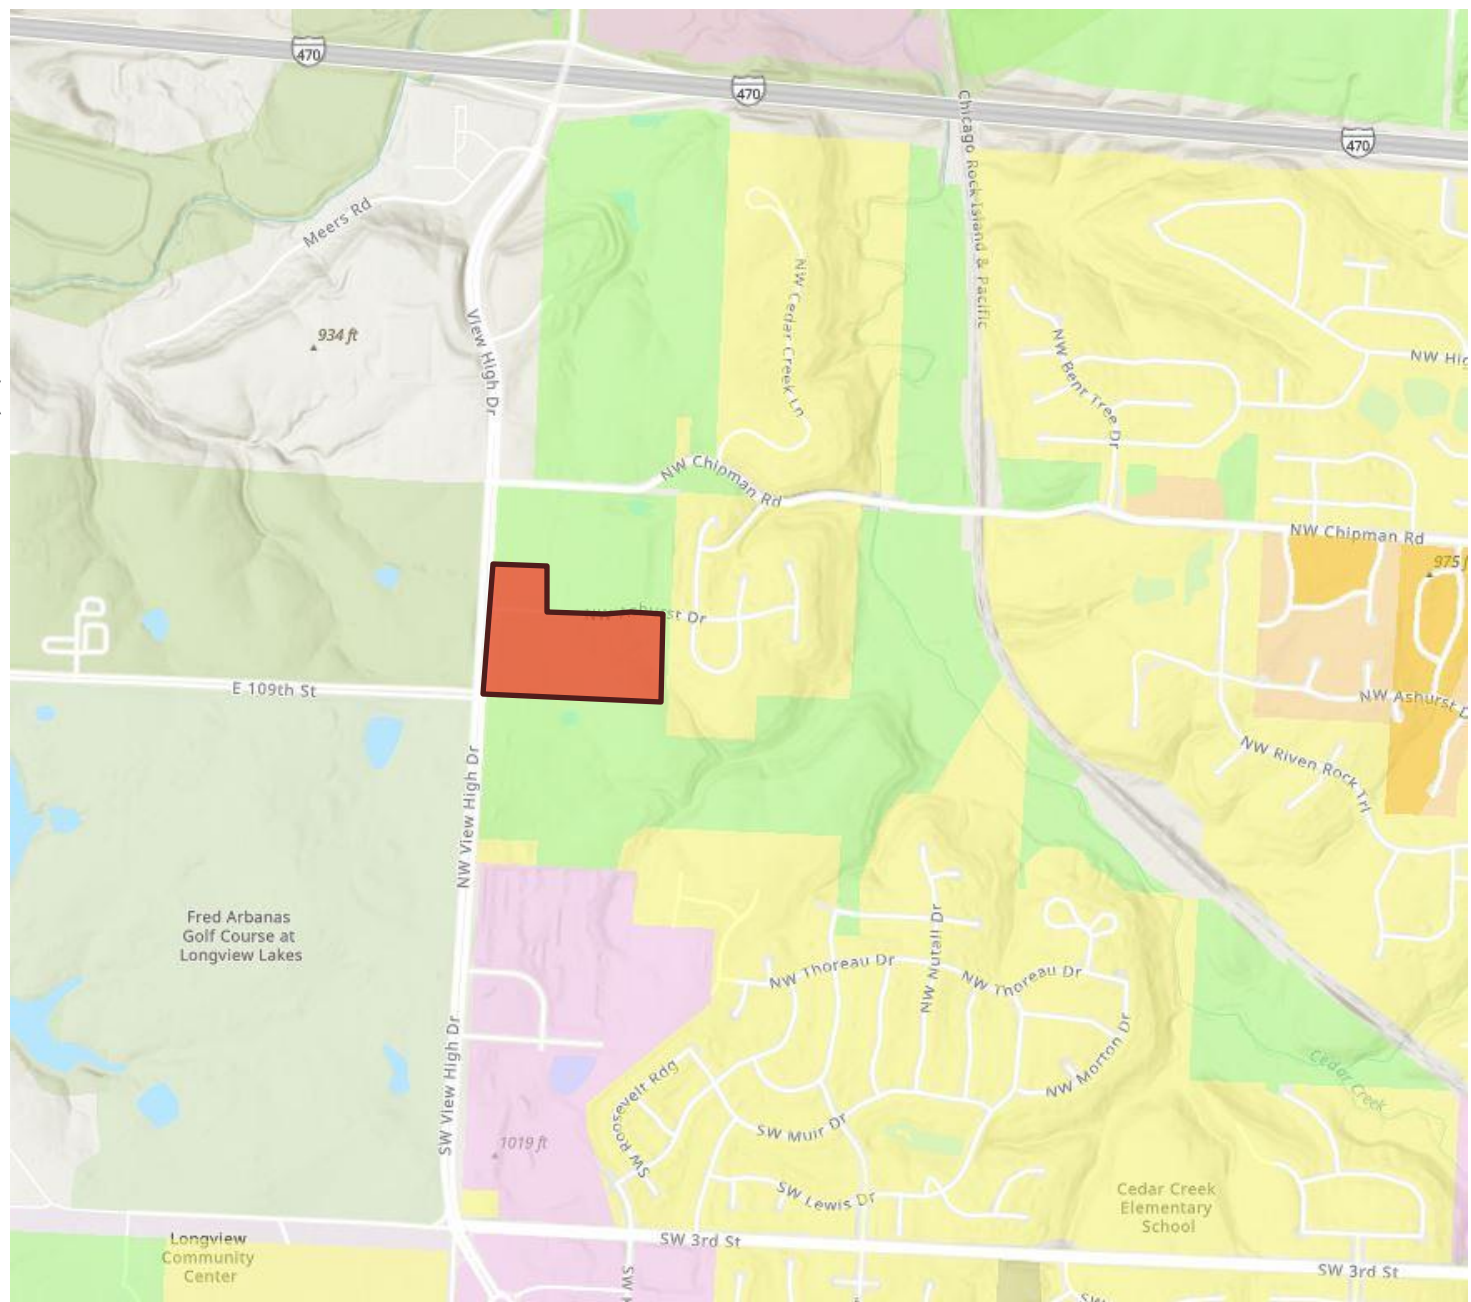 470
470
Chicago Rock Island & Pacific
470
Meers Rd
934 ft
View High Dr
NW Cedar Creek Ln
NW Bent Tree Dr
NW Hig
NW Chipman Rd
NW Chipman Rd
975 f
NW Ashurst Dr
E 109th St
NW Ashurst D
NW Riven Rock Trl
NW View High Dr
Fred Arbanas
Golf Course at
Longview Lakes
NW Nutall Dr
NW Thoreau Dr
NW Thoreau Dr
SW View High Dr
NW Morton Dr
Cedar Creek
SW Roosevelt Rdg
SW Muir Dr
1019 ft
SW Lewis Dr
Cedar Creek
Elementary
School
Longview
Community
Center
SW 3rd St
SW 3rd St
SW
SW